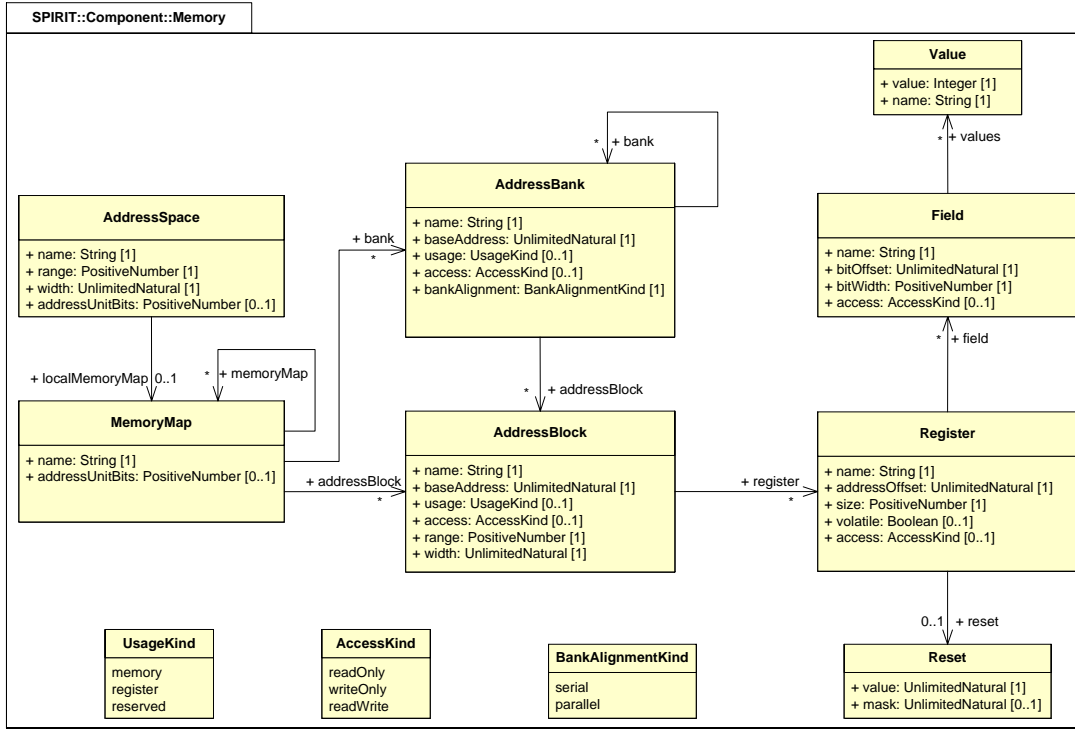 SPIRIT::Component::Memory
Value
+ value: Integer [1]
+ name: String [1]
* + values
* + bank
AddressBank
+ name: String [1]
+ baseAddress: UnlimitedNatural [1]
+ usage: UsageKind [0..1]
+ access: AccessKind [0..1]
+ bankAlignment: BankAlignmentKind [1]
AddressSpace
+ name: String [1]
+ range: PositiveNumber [1]
+ width: UnlimitedNatural [1]
+ addressUnitBits: PositiveNumber [0..1]
Field
+ name: String [1]
+ bitOffset: UnlimitedNatural [1]
+ bitWidth: PositiveNumber [1]
+ access: AccessKind [0..1]
+ bank
*
* + field
+ localMemoryMap 0..1
* + memoryMap
* + addressBlock
MemoryMap
+ name: String [1]
+ addressUnitBits: PositiveNumber [0..1]
+ addressBlock
*
AddressBlock
+ name: String [1]
+ baseAddress: UnlimitedNatural [1]
+ usage: UsageKind [0..1]
+ access: AccessKind [0..1]
+ range: PositiveNumber [1]
+ width: UnlimitedNatural [1]
+ register
*
Register
+ name: String [1]
+ addressOffset: UnlimitedNatural [1]
+ size: PositiveNumber [1]
+ volatile: Boolean [0..1]
+ access: AccessKind [0..1]
0..1 + reset
UsageKind
memory
register
reserved
AccessKind
readOnly
writeOnly
readWrite
BankAlignmentKind
serial
parallel
Reset
+ value: UnlimitedNatural [1]
+ mask: UnlimitedNatural [0..1]